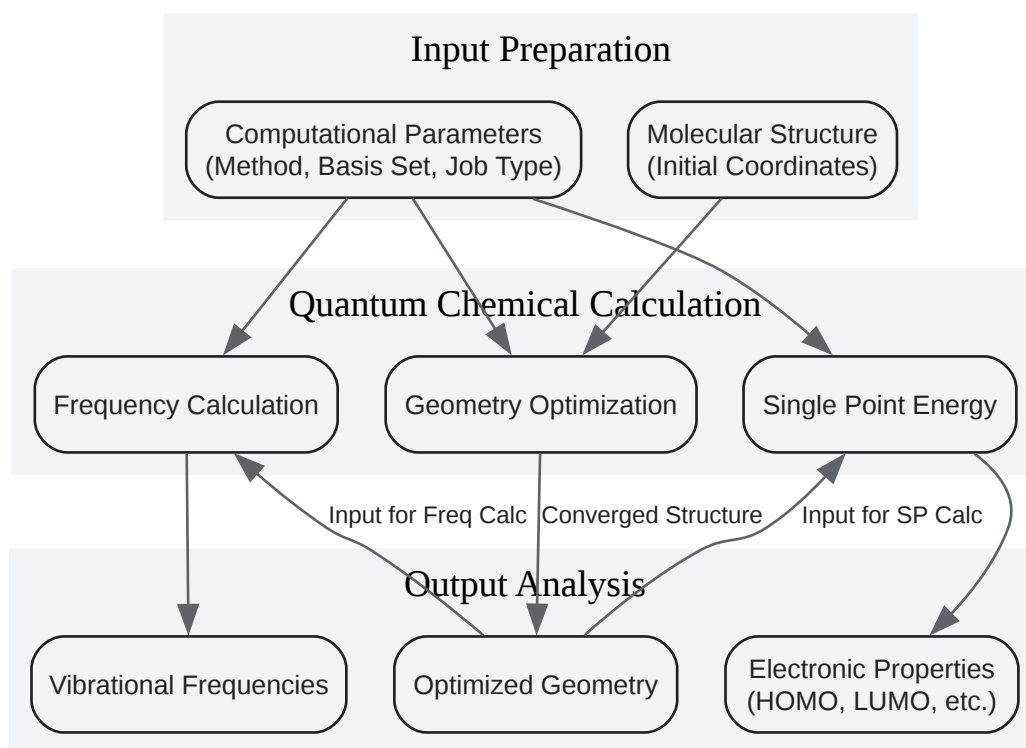 Input Preparation
Computational Parameters
(Method, Basis Set, Job Type)
Molecular Structure
(Initial Coordinates)
Quantum Chemical Calculation
Frequency Calculation
Geometry Optimization
Single Point Energy
Input for Freq Calc
Converged Structure
Input for SP Calc
Output Analysis
Vibrational Frequencies
Optimized Geometry
Electronic Properties
(HOMO, LUMO, etc.)